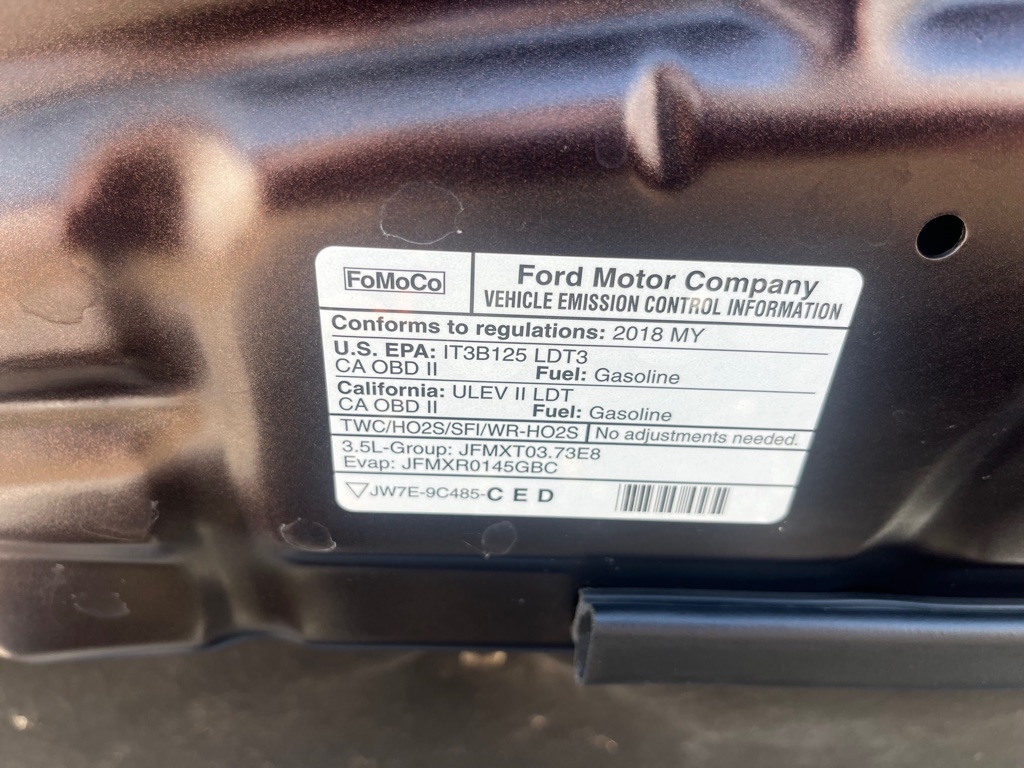 FoMoCo
Ford Motor Company
VEHICLE EMISSION CONTROL INFORMATION
Conforms to regulations: 2018 MY
U.S. EPA: IT3B125 LDT3
CA OBD II Fuel: Gasoline
California: ULEV II LDT
CA OBD II Fuel: Gasoline
TWC/HO2S/SFI/WR-HO2S No adjustments needed.
3.5L-Group: JFMXT03.73E8
Evap: JFMXR0145GBC
JW7E-9C485-C E D